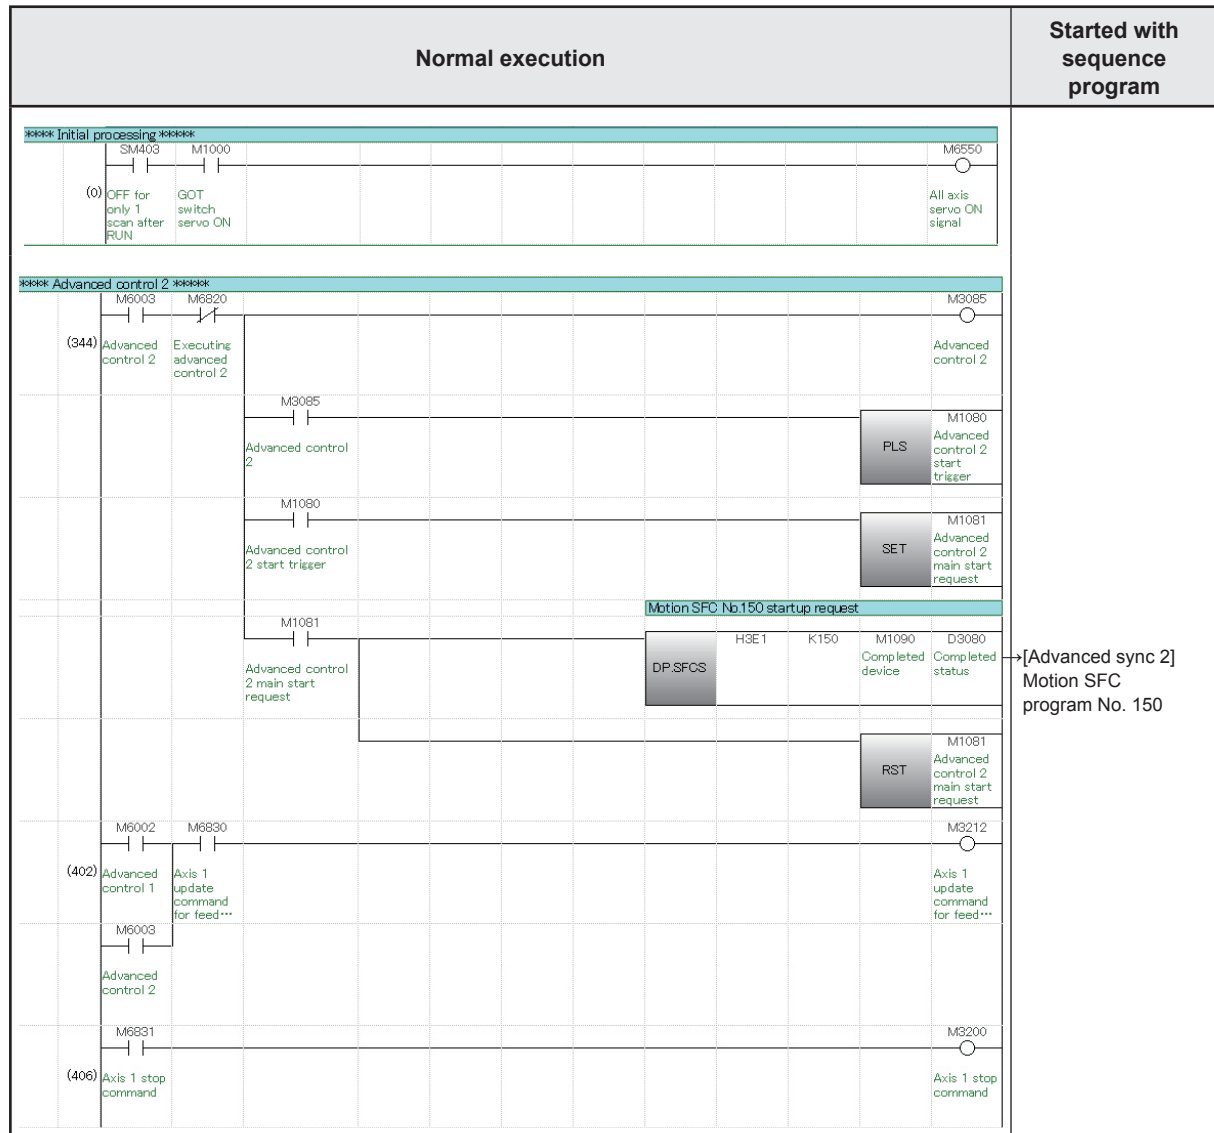 Normal execution
Started with
sequence
program
**** Initial processing *****
SM403 M1000 M6550
(0) OFF for GOT All axis
only 1 switch servo ON
scan after servo ON signal
RUN
**** Advanced control 2 *****
M6003 M6820 M3085
(344) Advanced Executing Advanced
control 2 advanced control 2
control 2
M3085
M1080
PLS Advanced
Advanced control control 2
2 start
trigger
M1080
M1081
SET Advanced
Advanced control control 2
2 start trigger main start
request
Motion SFC No.150 startup request
M1081
DP.SFCS H3E1 K150 M1090 D3080
Completed Completed
device status
Advanced control
2 main start
request
→[Advanced sync 2]
Motion SFC
program No. 150
M1081
RST Advanced
control 2
main start
request
M6002 M6830 M3212
(402) Advanced Axis 1 Axis 1
control 1 update update
command command
for feed… for feed…
M6003
Advanced
control 2
M6831 M3200
(406) Axis 1 stop Axis 1 stop
command command